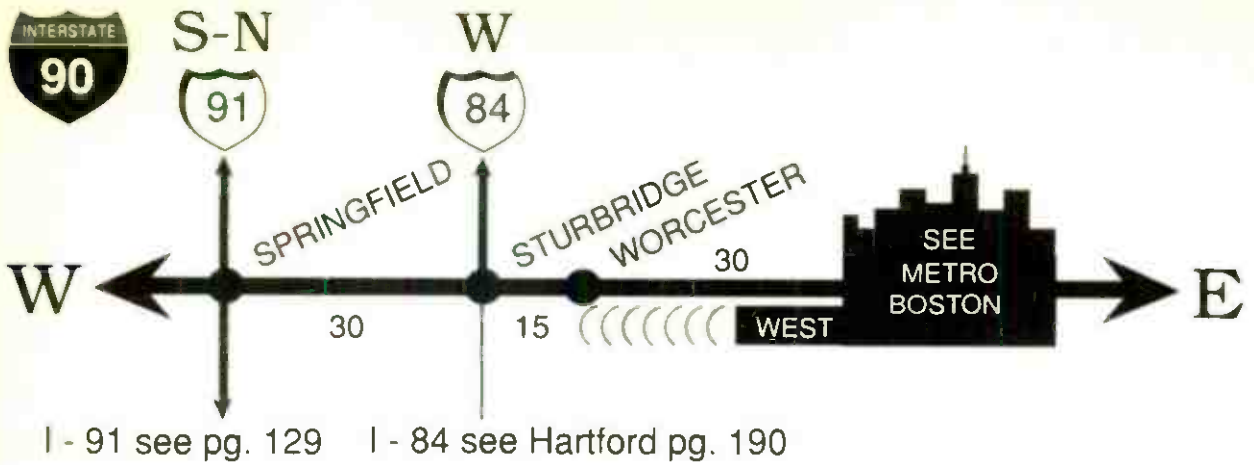 INTERSTATE
90
S-N
91
W
84
SPRINGFIELD
STURBRIDGE
WORCESTER
30
SEE
METRO
BOSTON
W
E
30
15
WEST
I - 91 see pg. 129
I - 84 see Hartford pg. 190